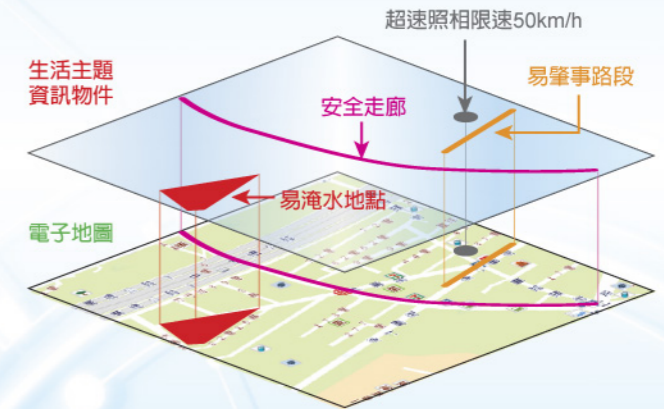 超速照相限速50km/h
生活主題
資訊物件
易肇事路段
安全走廊
易淹水地點
電子地圖